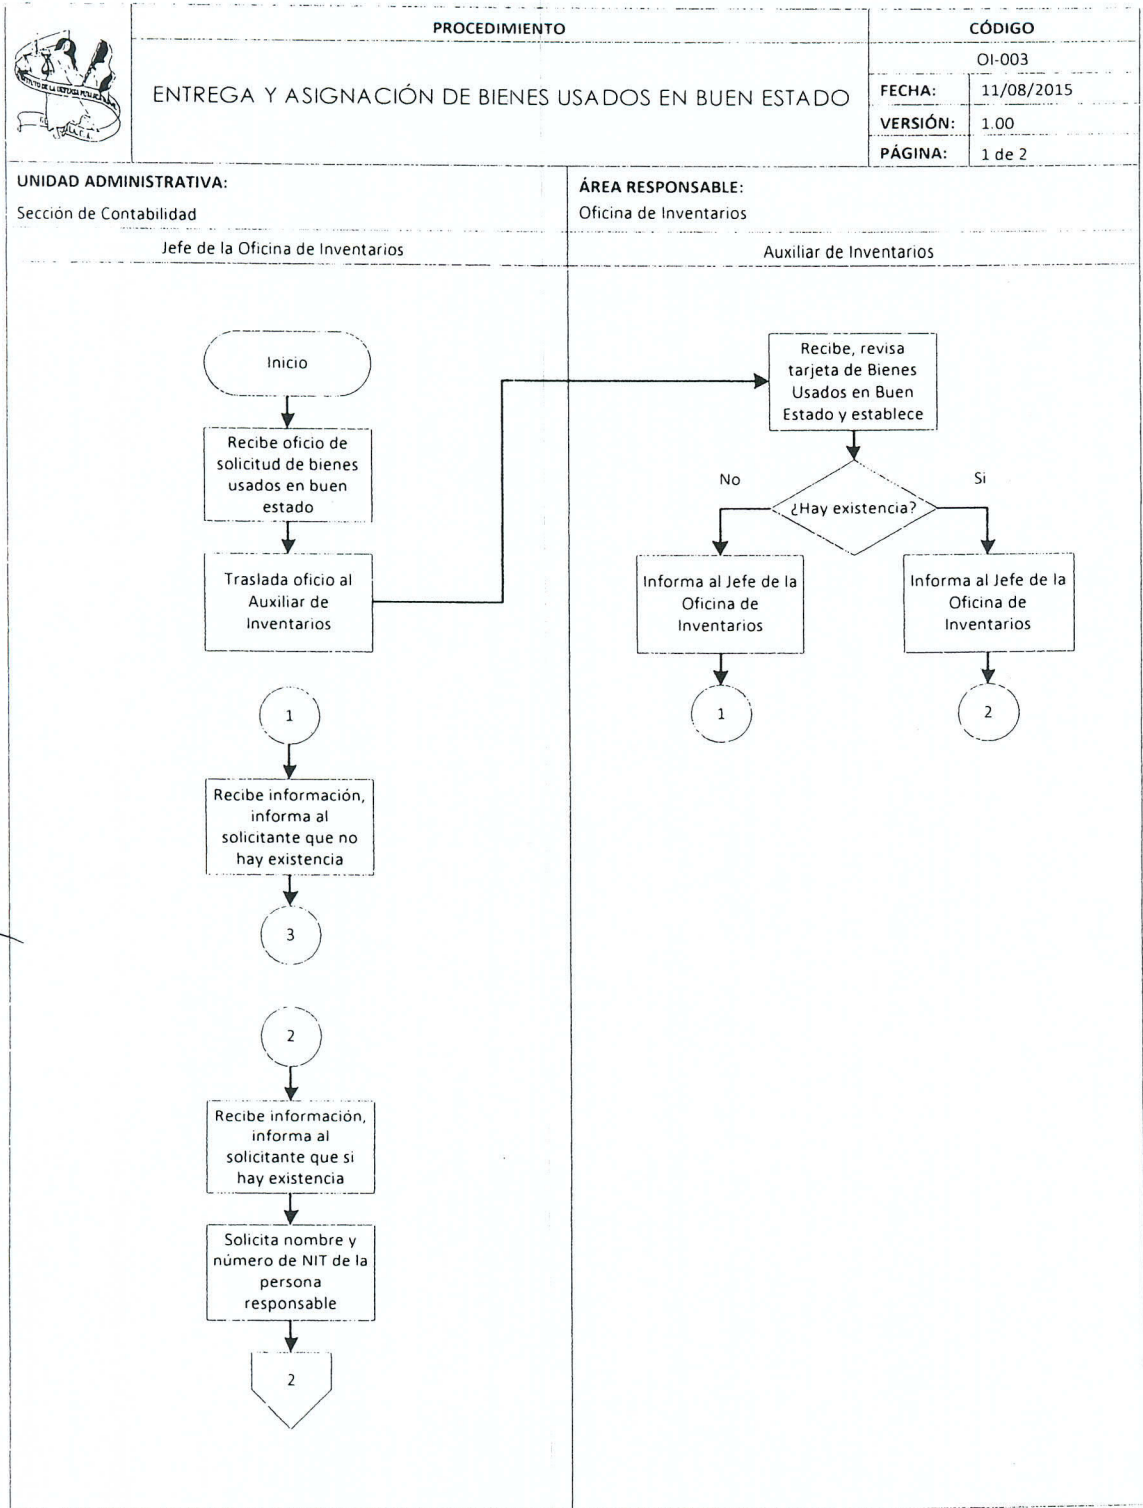 PROCEDIMIENTO
CÓDIGO
ENTREGA Y ASIGNACIÓN DE BIENES USADOS EN BUEN ESTADO
OI-003
FECHA: 11/08/2015
VERSIÓN: 1.00
PÁGINA: 1 de 2
UNIDAD ADMINISTRATIVA:
Sección de Contabilidad
ÁREA RESPONSABLE:
Oficina de Inventarios
Jefe de la Oficina de Inventarios
Auxiliar de Inventarios
Inicio
Recibe oficio de
solicitud de bienes
usados en buen
estado
Traslada oficio al
Auxiliar de
Inventarios
Recibe, revisa
tarjeta de Bienes
Usados en Buen
Estado y establece
¿Hay existencia?
No
Si
Informa al Jefe de la
Oficina de
Inventarios
Informa al Jefe de la
Oficina de
Inventarios
1
2
1
Recibe información,
informa al
solicitante que no
hay existencia
3
2
Recibe información,
informa al
solicitante que si
hay existencia
Solicita nombre y
número de NIT de la
persona
responsable
2